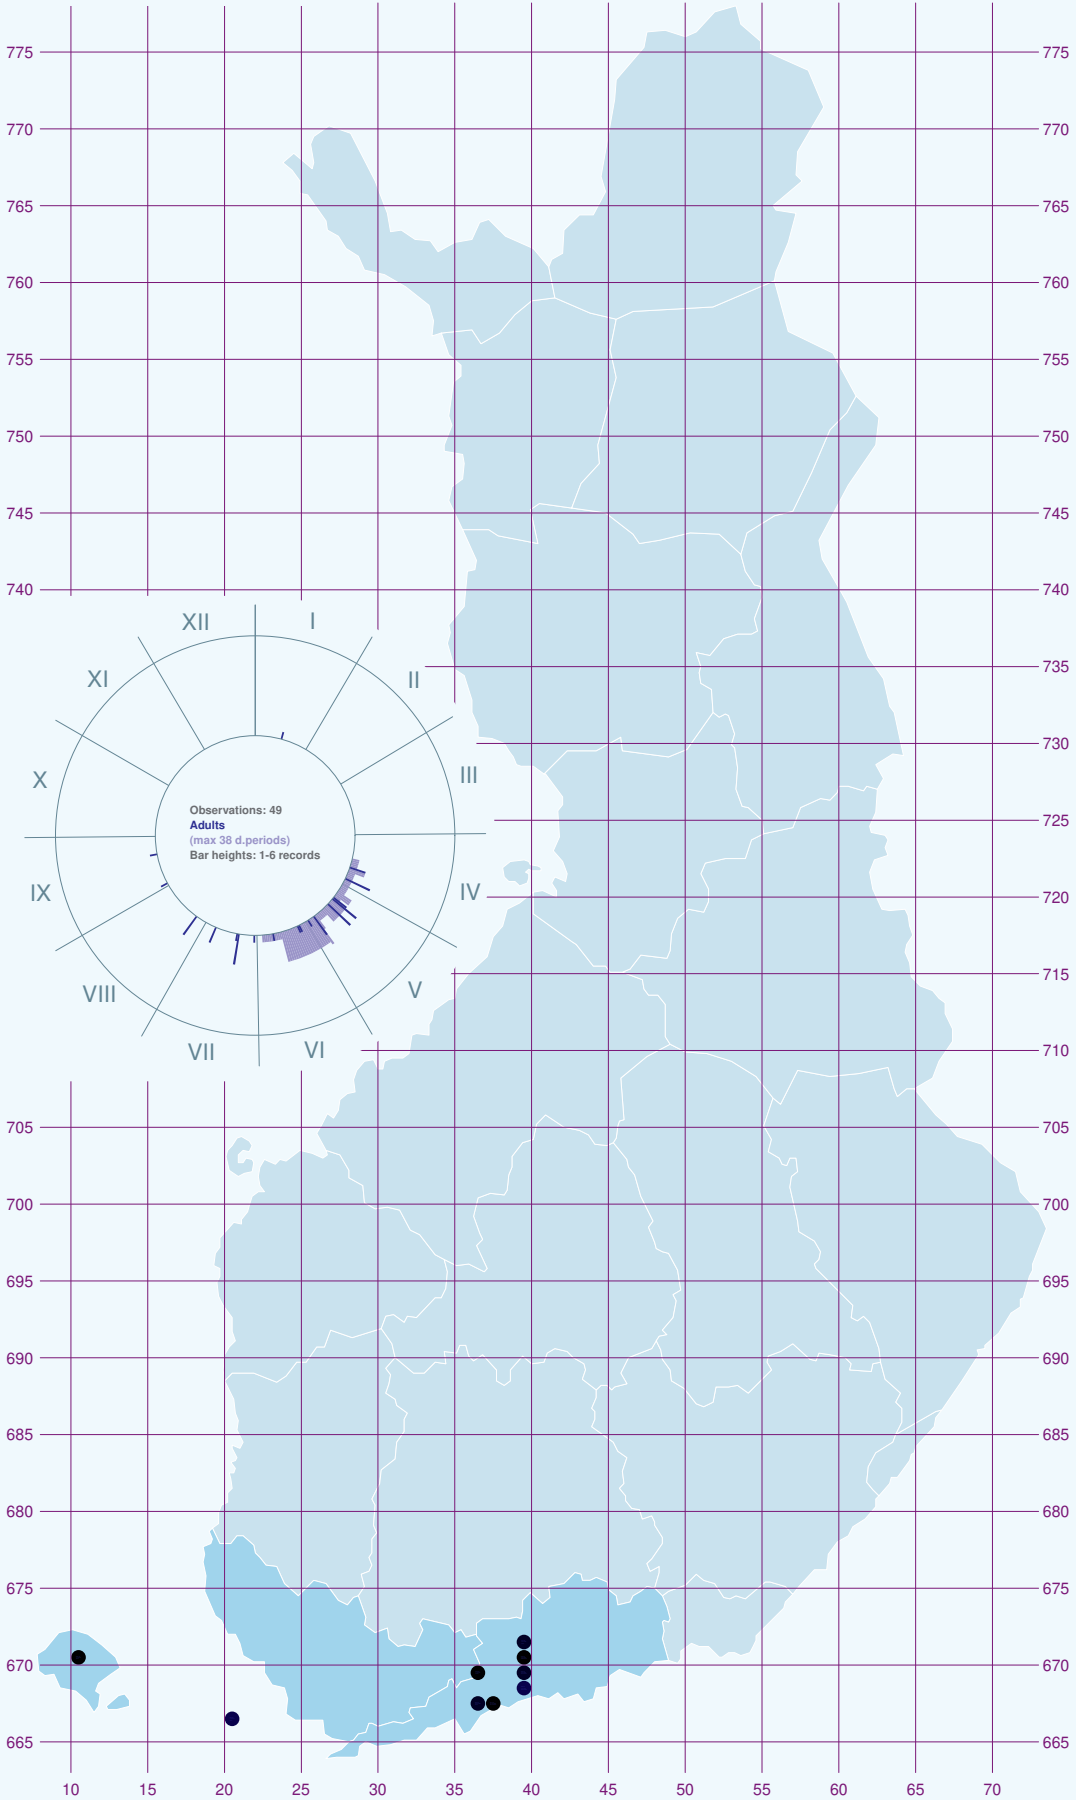 775 775
770 770
765 765
760 760
755 755
750 750
745 745
740 740
XII I
735
XI II
730 730
X III
Observations: 49
Adults
(max 38 d.periods)
Bar heights: 1-6 records
725
IX IV
720
VIII V
715
VII VI
710
705 705
700 700
695 695
690 690
685 685
680 680
675 675
670 670
665 665
10 15 20 25 30 35 40 45 50 55 60 65 70